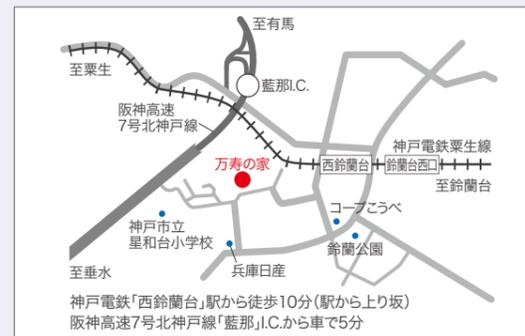 至有馬
至粟生
藍那I.C.
阪神高速
7号北神戸線
神戸電鉄粟生線
万寿の家
西鈴蘭台
鈴蘭台西口
至鈴蘭台
コープこうべ
神戸市立
星和台小学校
鈴蘭公園
兵庫日産
至垂水
神戸電鉄「西鈴蘭台」駅から徒歩10分(駅から上り坂)
阪神高速7号北神戸線「藍那」I.C.から車で5分